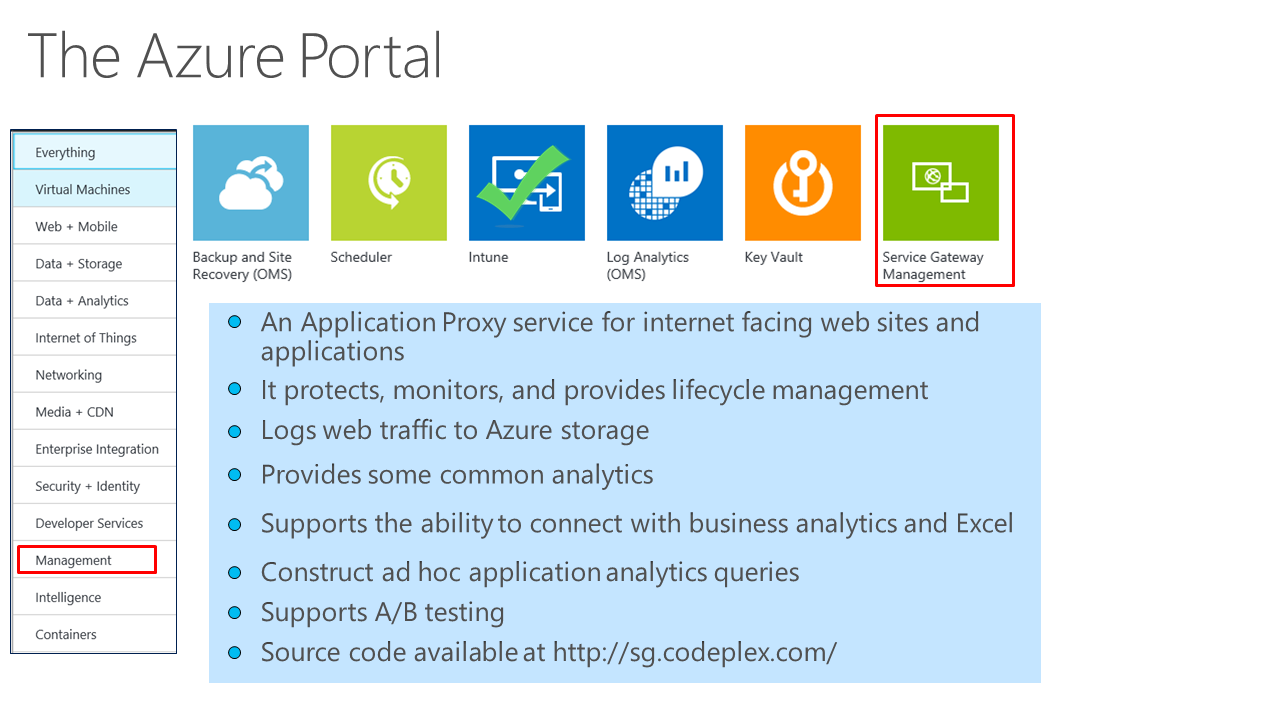 The Azure Portal
Everything
Virtual Machines
Web + Mobile
Data + Storage
Data + Analytics
Internet of Things
Networking
Media + CDN
Enterprise Integration
Security + Identity
Developer Services
Management
Intelligence
Containers
Backup and Site
Recovery (OMS)
Scheduler
Intune
Log Analytics
(OMS)
Key Vault
Service Gateway
Management
An Application Proxy service for internet facing web sites and
applications
It protects, monitors, and provides lifecycle management
Logs web traffic to Azure storage
Provides some common analytics
Supports the ability to connect with business analytics and Excel
Construct ad hoc application analytics queries
Supports A/B testing
Source code available at http://sg.codeplex.com/